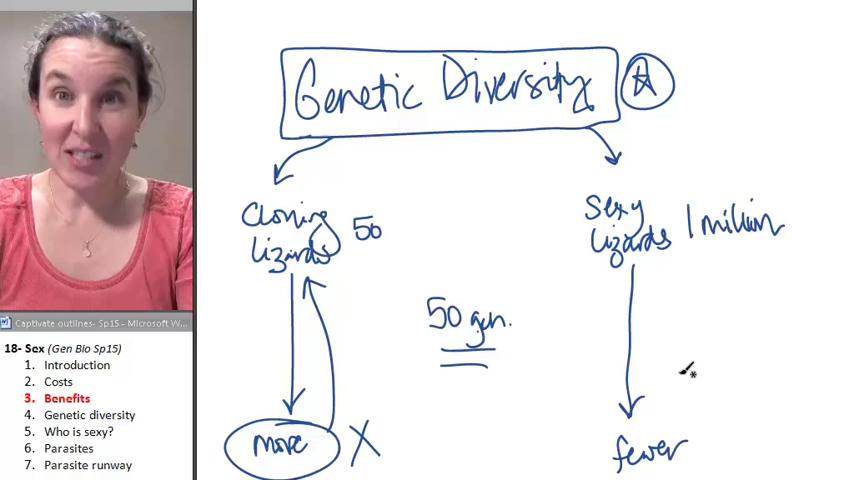 Genetic Diversity
Cloning
lizards 50
Sexy
lizards 1 million
50 gen.
more X
fewer
Captivate outlines- Sp15 - Microsoft W...
18- Sex (Gen Bio Sp15)
1. Introduction
2. Costs
3. Benefits
4. Genetic diversity
5. Who is sexy?
6. Parasites
7. Parasite runway